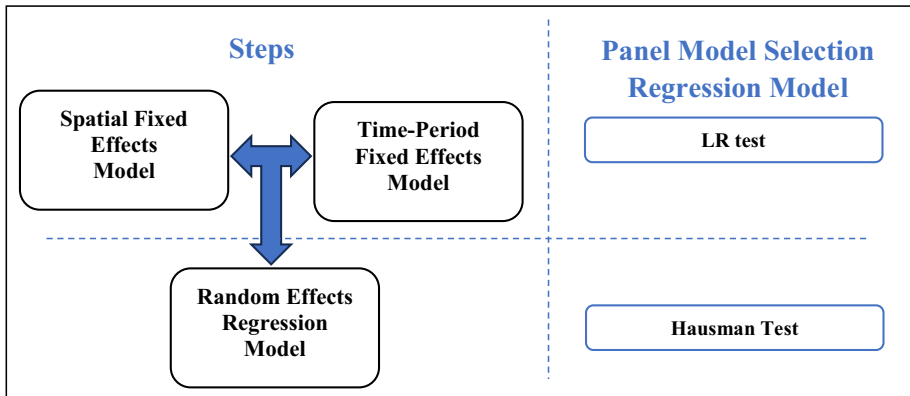 Steps
Panel Model Selection
Regression Model
Spatial Fixed
Effects
Model
Time-Period
Fixed Effects
Model
LR test
Random Effects
Regression
Model
Hausman Test